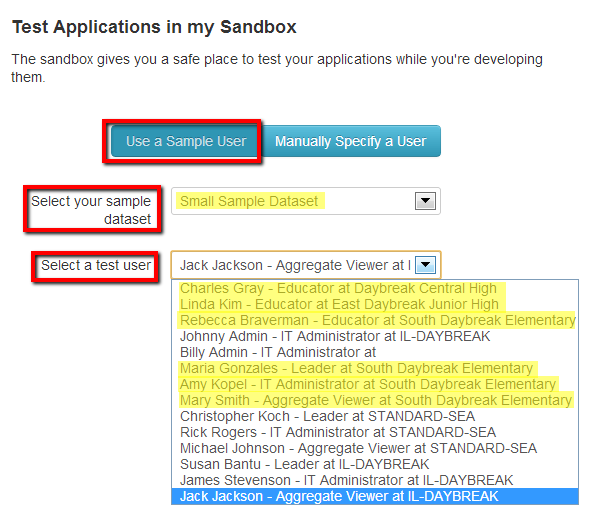 Test Applications in my Sandbox
The sandbox gives you a safe place to test your applications while you're developing
them.
Use a Sample User
Manually Specify a User
Select your sample
dataset
Small Sample Dataset
Select a test user
Jack Jackson - Aggregate Viewer at I
Charles Gray - Educator at Daybreak Central High
Linda Kim - Educator at East Daybreak Junior High
Rebecca Braverman - Educator at South Daybreak Elementary
Johnny Admin - IT Administrator at IL-DAYBREAK
Billy Admin - IT Administrator at
Maria Gonzales - Leader at South Daybreak Elementary
Amy Kopel - IT Administrator at South Daybreak Elementary
Mary Smith - Aggregate Viewer at South Daybreak Elementary
Christopher Koch - Leader at STANDARD-SEA
Rick Rogers - IT Administrator at STANDARD-SEA
Michael Johnson - Aggregate Viewer at STANDARD-SEA
Susan Bantu - Leader at IL-DAYBREAK
James Stevenson - IT Administrator at IL-DAYBREAK
Jack Jackson - Aggregate Viewer at IL-DAYBREAK